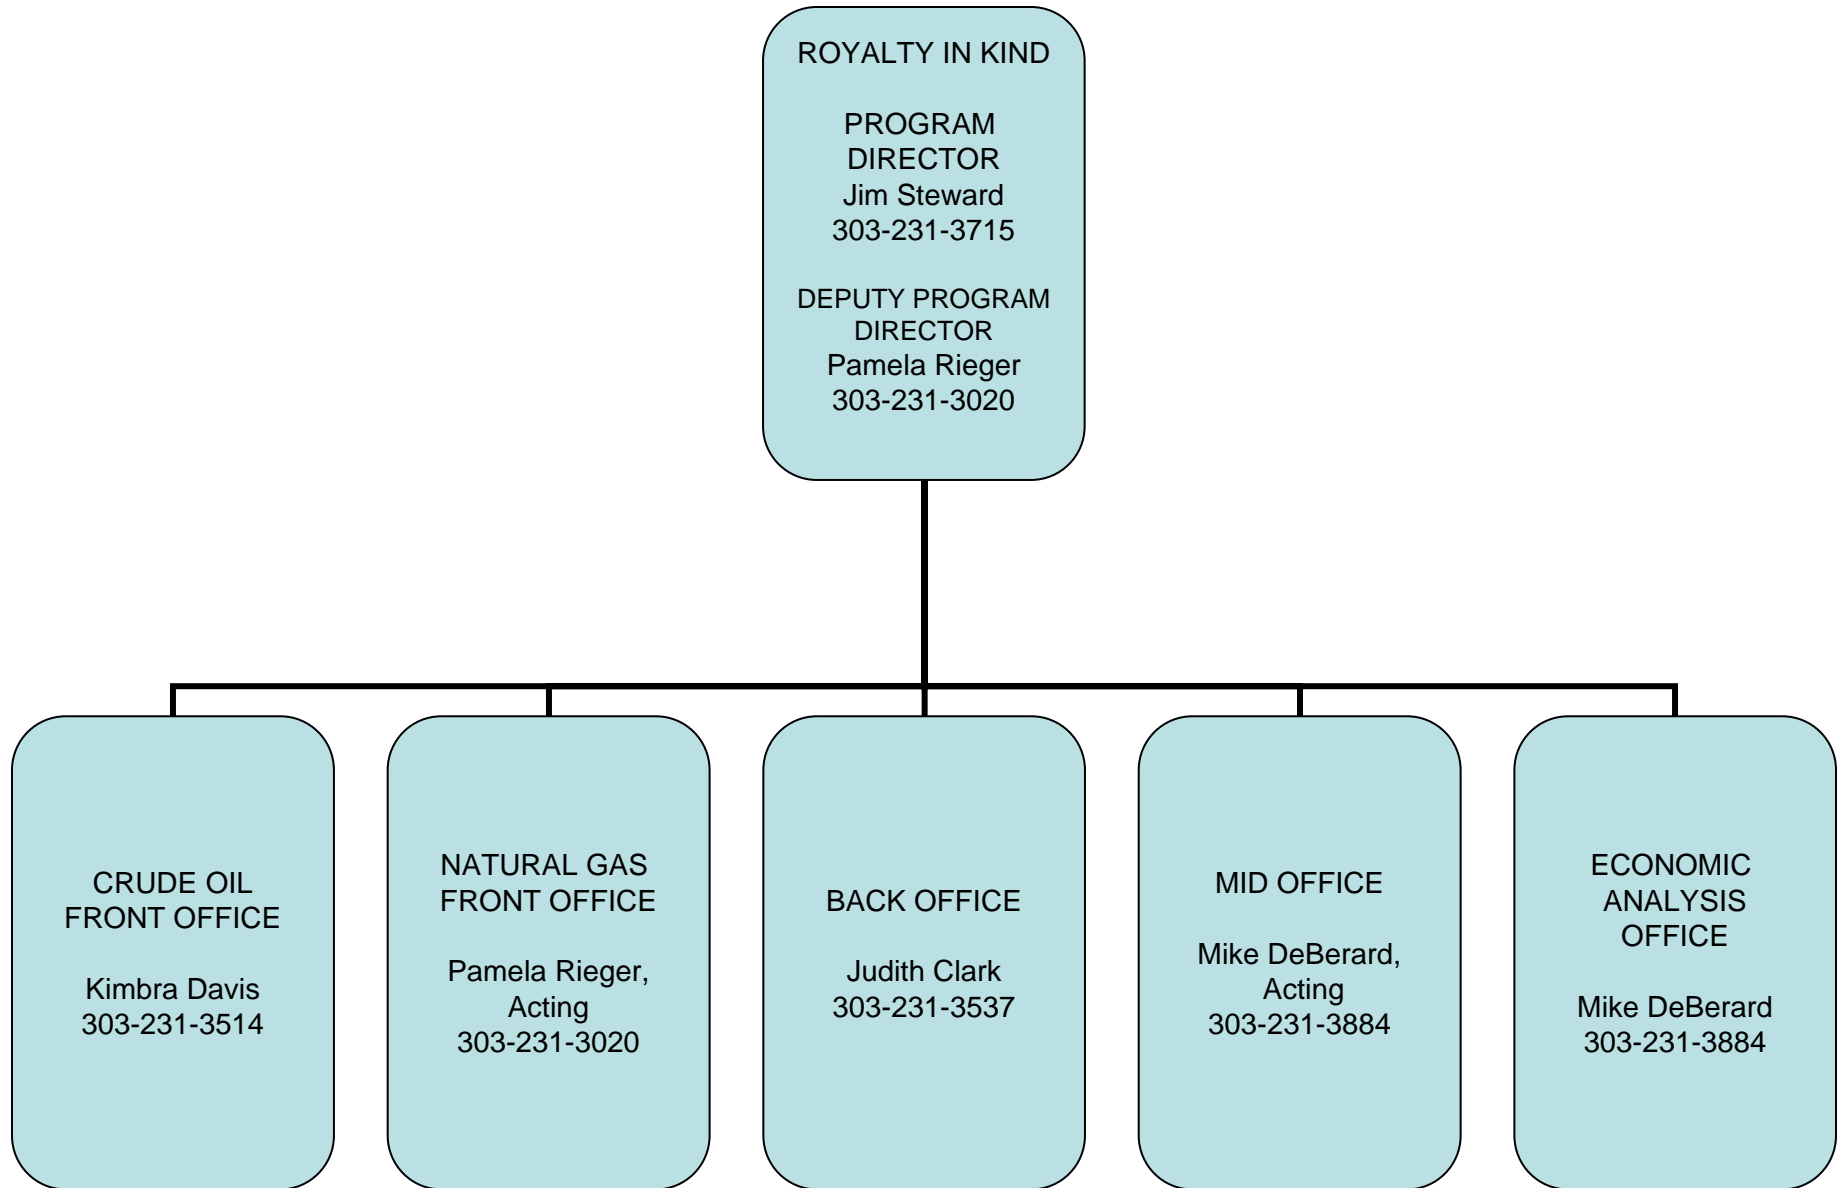 ROYALTY IN KIND
PROGRAM
DIRECTOR
Jim Steward
303-231-3715
DEPUTY PROGRAM
DIRECTOR
Pamela Rieger
303-231-3020
CRUDE OIL
FRONT OFFICE
Kimbra Davis
303-231-3514
NATURAL GAS
FRONT OFFICE
Pamela Rieger,
Acting
303-231-3020
BACK OFFICE
Judith Clark
303-231-3537
MID OFFICE
Mike DeBerard,
Acting
303-231-3884
ECONOMIC
ANALYSIS
OFFICE
Mike DeBerard
303-231-3884